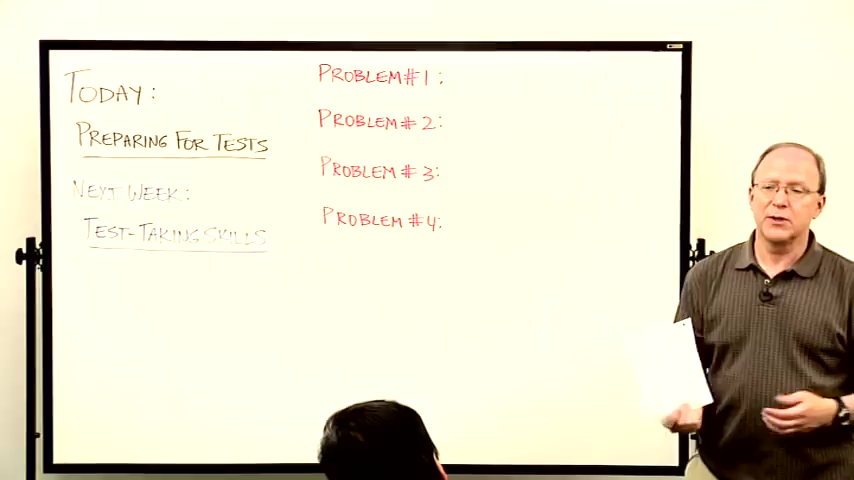 TODAY:
PREPARING FOR TESTS
NEXT WEEK:
TEST-TAKING SKILLS
PROBLEM #1:
PROBLEM #2:
PROBLEM #3:
PROBLEM #4: